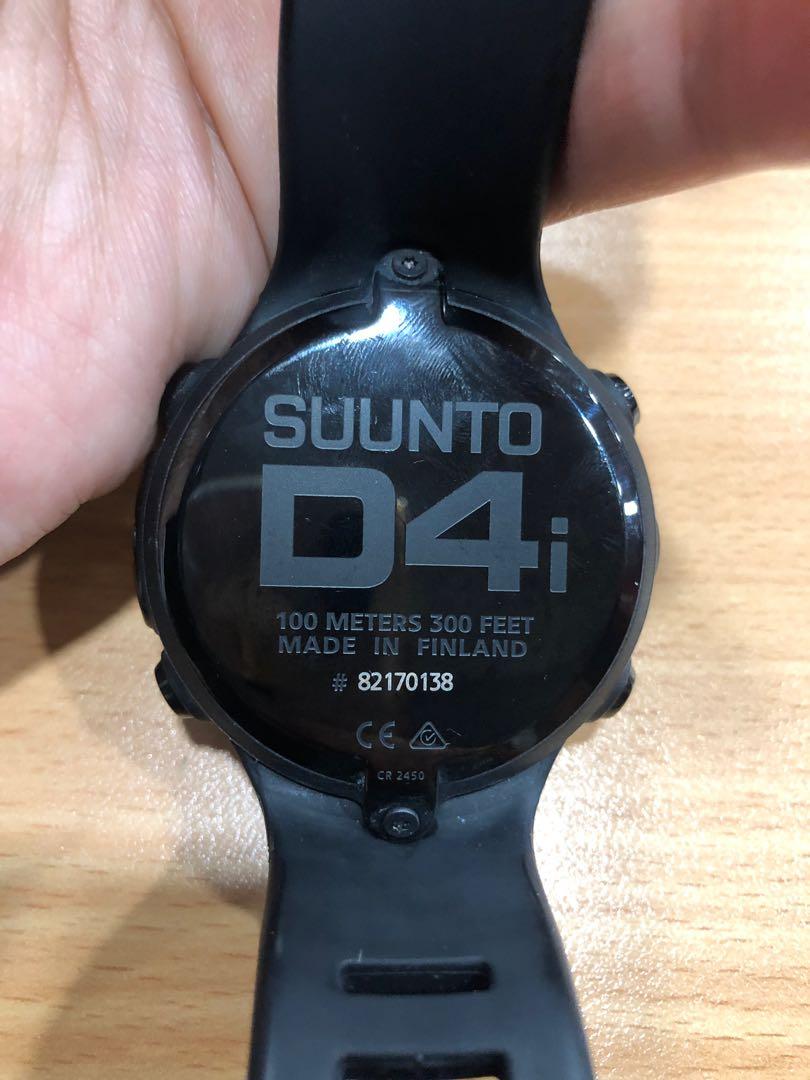 SUUNTO
D4i
100 METERS 300 FEET
MADE IN FINLAND
# 82170138
CE
CR 2450